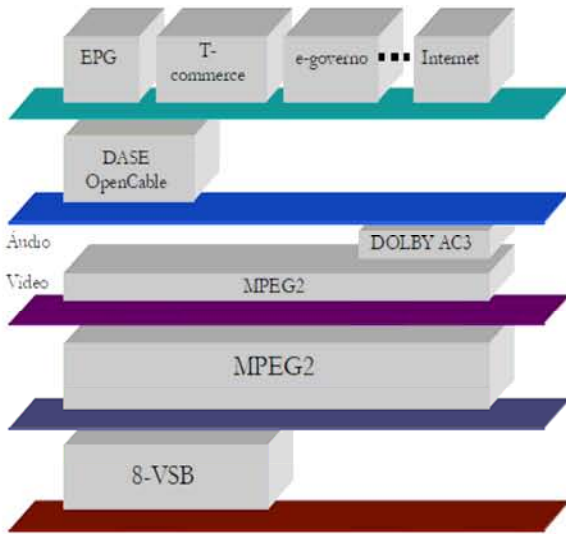 EPG
T-
commerce
e-governo
Internet
DASE
OpenCable
Áudio
DOLBY AC3
Vídeo
MPEG2
MPEG2
8-VSB